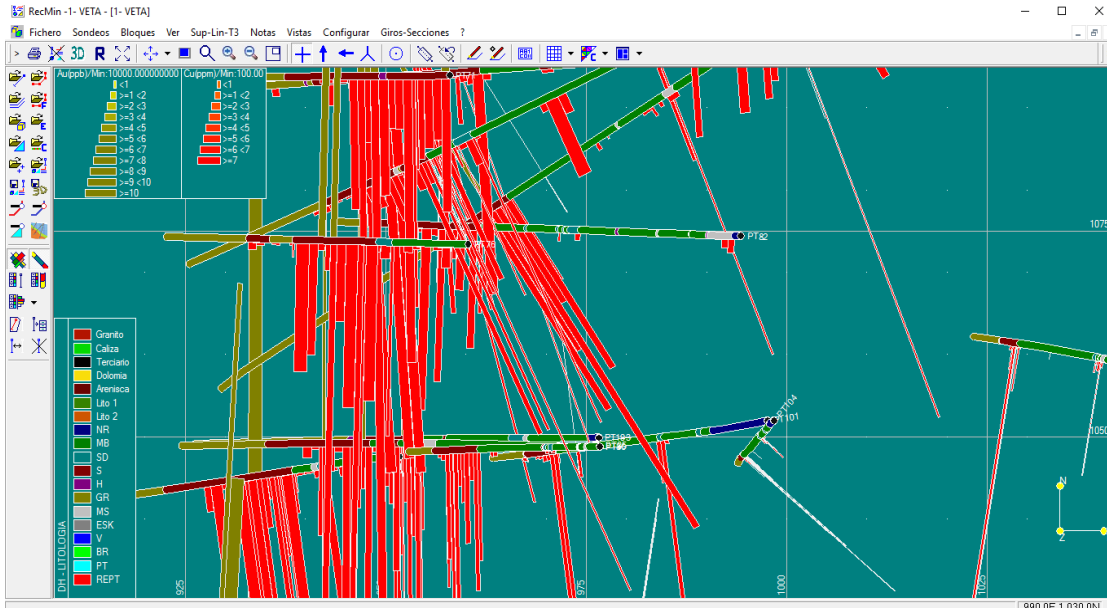 RecMin -1- VETA - [1- VETA]
Fichero Sondeos Bloques Ver Sup-Lin-T3 Notas Vistas Configurar Giros-Secciones ?
3D R
Au(ppb)/Min:10000.000000000 Cu(ppm)/Min:100.00
<1 <1
>=1 <2 >=1 <2
>=2 <3 >=2 <3
>=3 <4 >=3 <4
>=4 <5 >=4 <5
>=5 <6 >=5 <6
>=6 <7 >=6 <7
>=7 <8 >=7
>=8 <9
>=9 <10
>=10
PT71
1075
PT82
DH - LITOLOGIA
Granito
Caliza
Terciario
Dolomia
Arenisca
Lito 1
Lito 2
NR
MB
SD
S
H
GR
MS
ESK
V
BR
PT
REPT
PT104
PT101
1050
N
Z
925
975
1000
1025
990.0E 1,030.0N